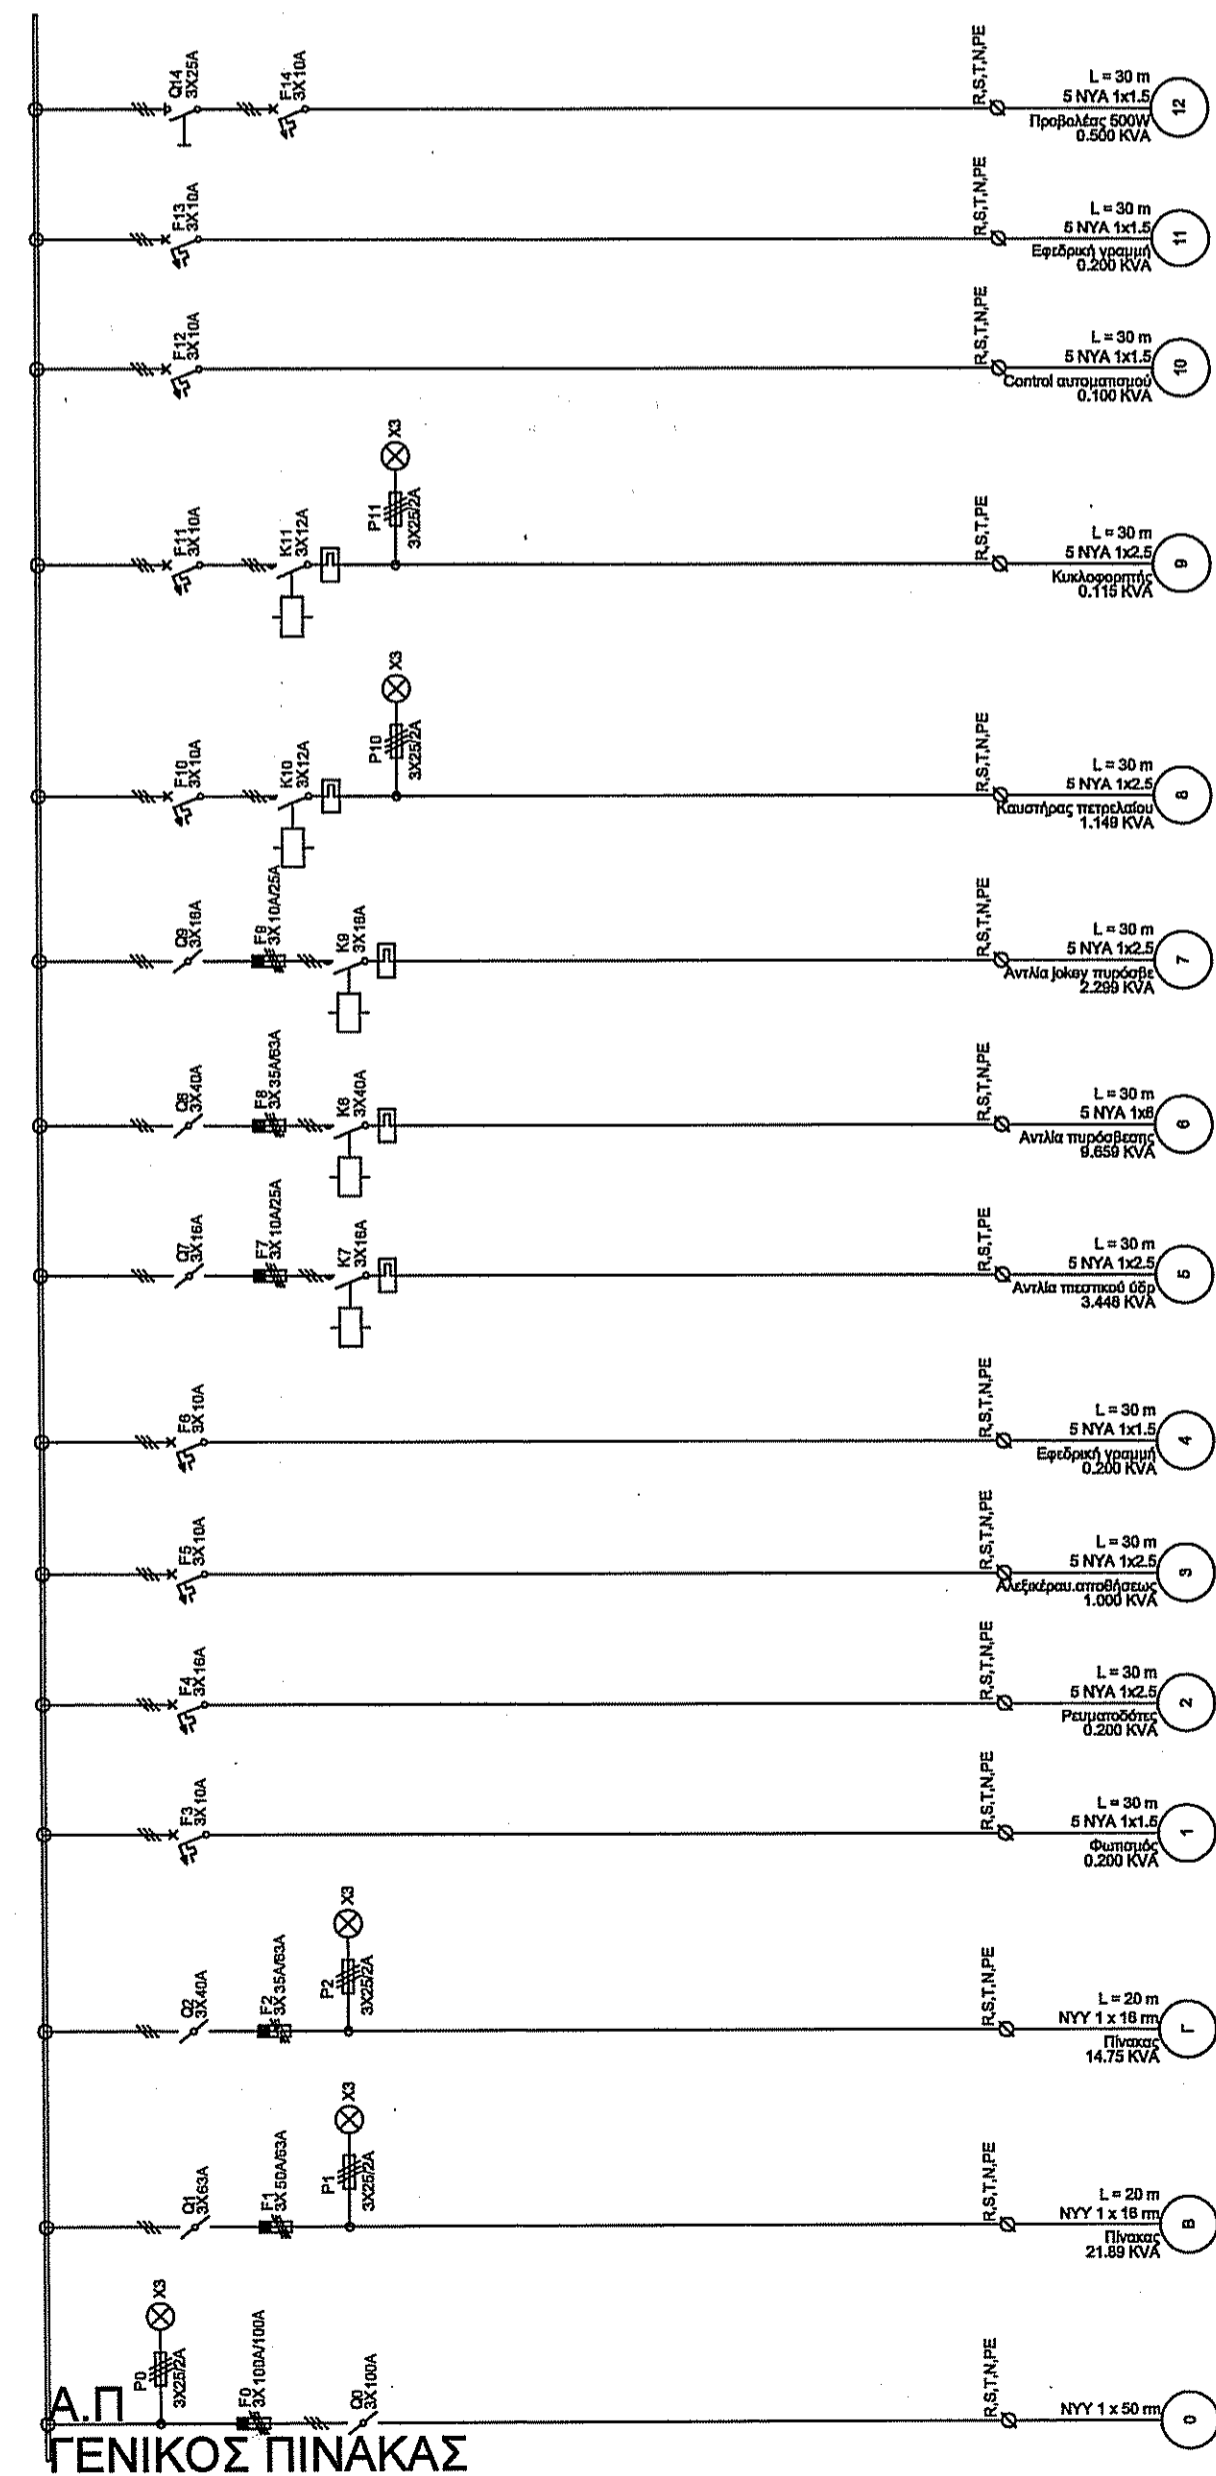 Q14
3X25A
F14
3X10A
R,S,T,N,PE
L = 30 m
5 NYA 1x1.5
Προβολέας 500W
0.500 KVA
12
F13
3X10A
R,S,T,N,PE
L = 30 m
5 NYA 1x1.5
Εφεδρική γραμμή
0.200 KVA
11
F12
3X10A
R,S,T,N,PE
L = 30 m
5 NYA 1x1.5
Control αυτοματισμού
0.100 KVA
10
F11
3X10A
K11
3X12A
P11
3X25/2A
X3
R,S,T,PE
L = 30 m
5 NYA 1x2.5
Κυκλοφορητής
0.115 KVA
9
F10
3X10A
K10
3X12A
P10
3X25/2A
X3
R,S,T,N,PE
L = 30 m
5 NYA 1x2.5
Καυστήρας πετρελαίου
1.149 KVA
8
Q9
3X16A
F9
3X10A/25A
K9
3X16A
R,S,T,N,PE
L = 30 m
5 NYA 1x2.5
Αντλία jokey πυρόσβε
2.299 KVA
7
Q8
3X40A
F8
3X35A/63A
K8
3X40A
R,S,T,N,PE
L = 30 m
5 NYA 1x6
Αντλία πυρόσβεσης
9.659 KVA
6
Q7
3X16A
F7
3X10A/25A
K7
3X16A
R,S,T,PE
L = 30 m
5 NYA 1x2.5
Αντλία πιεστικού ύδρ
3.448 KVA
5
F6
3X10A
R,S,T,N,PE
L = 30 m
5 NYA 1x1.5
Εφεδρική γραμμή
0.200 KVA
4
F5
3X10A
R,S,T,N,PE
L = 30 m
5 NYA 1x2.5
Αλεξικέραυ.αποθήσεως
1.000 KVA
3
F4
3X16A
R,S,T,N,PE
L = 30 m
5 NYA 1x2.5
Ρευματοδότες
0.200 KVA
2
F3
3X10A
R,S,T,N,PE
L = 30 m
5 NYA 1x1.5
Φωτισμός
0.200 KVA
1
Q2
3X40A
F2
3X35A/63A
P2
3X25/2A
X3
R,S,T,N,PE
L = 20 m
NYY 1 x 16 rm
Πίνακας
14.75 KVA
Γ
Q1
3X63A
F1
3X50A/63A
P1
3X25/2A
X3
R,S,T,N,PE
L = 20 m
NYY 1 x 16 rm
Πίνακας
21.89 KVA
B
P0
3X25/2A
X3
F0
3X100A/100A
Q0
3X100A
R,S,T,N,PE
NYY 1 x 50 rm
0
Α.Π
ΓΕΝΙΚΟΣ ΠΙΝΑΚΑΣ